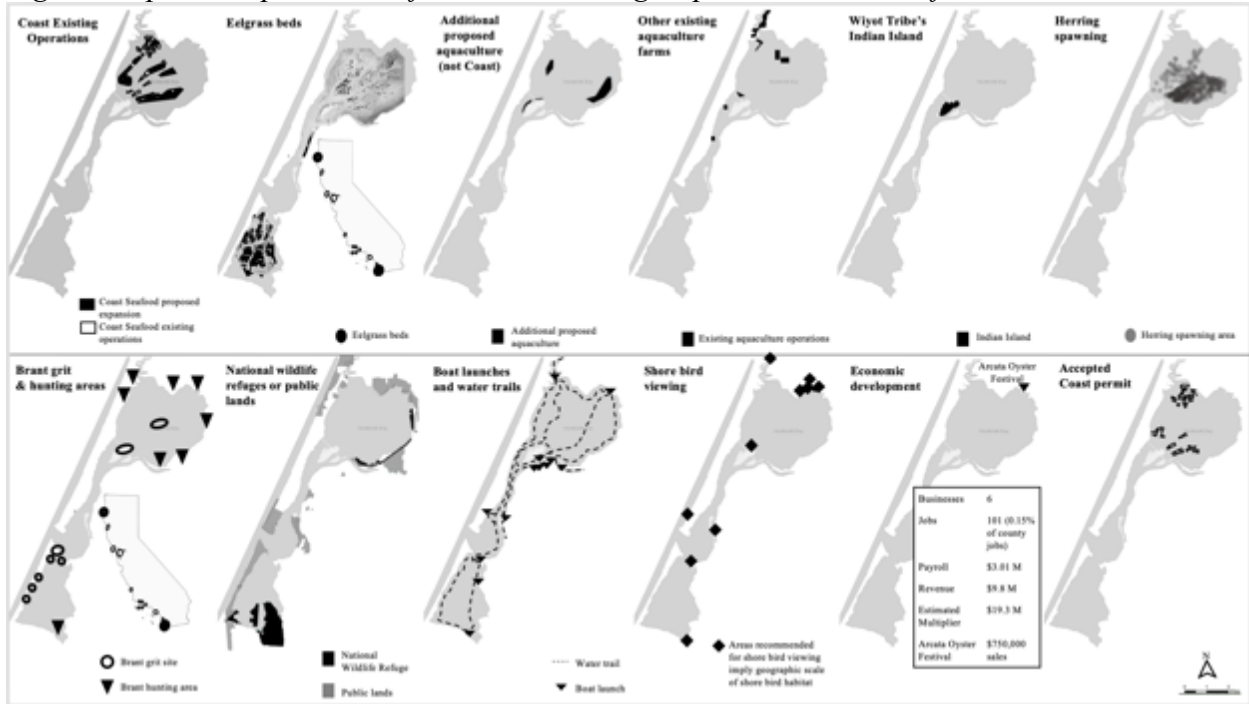 Coast Existing
Operations
Eelgrass beds
Additional
proposed
aquaculture
(not Coast)
Other existing
aquaculture
farms
Wiyot Tribe's
Indian Island
Herring
spawning
Coast Seafood proposed
expansion
Coast Seafood existing
operations
Eelgrass beds
Additional proposed
aquaculture
Existing aquaculture operations
Indian Island
Herring spawning area
Brant grit
& hunting areas
National wildlife
refuges or public
lands
Boat launches
and water trails
Shore bird
viewing
Economic
development
Arcata Oyster
Festival
Accepted
Coast permit
Businesses 6
Jobs 101 (0.15%
of county
jobs)
Payroll $3.01 M
Revenue $9.8 M
Estimated $19.3 M
Multiplier
Arcata Oyster $750,000
Festival sales
Brant grit site
Brant hunting area
National
Wildlife Refuge
Public lands
Water trail
Boat launch
Areas recommended
for shore bird viewing
imply geographic scale
of shore bird habitat
N